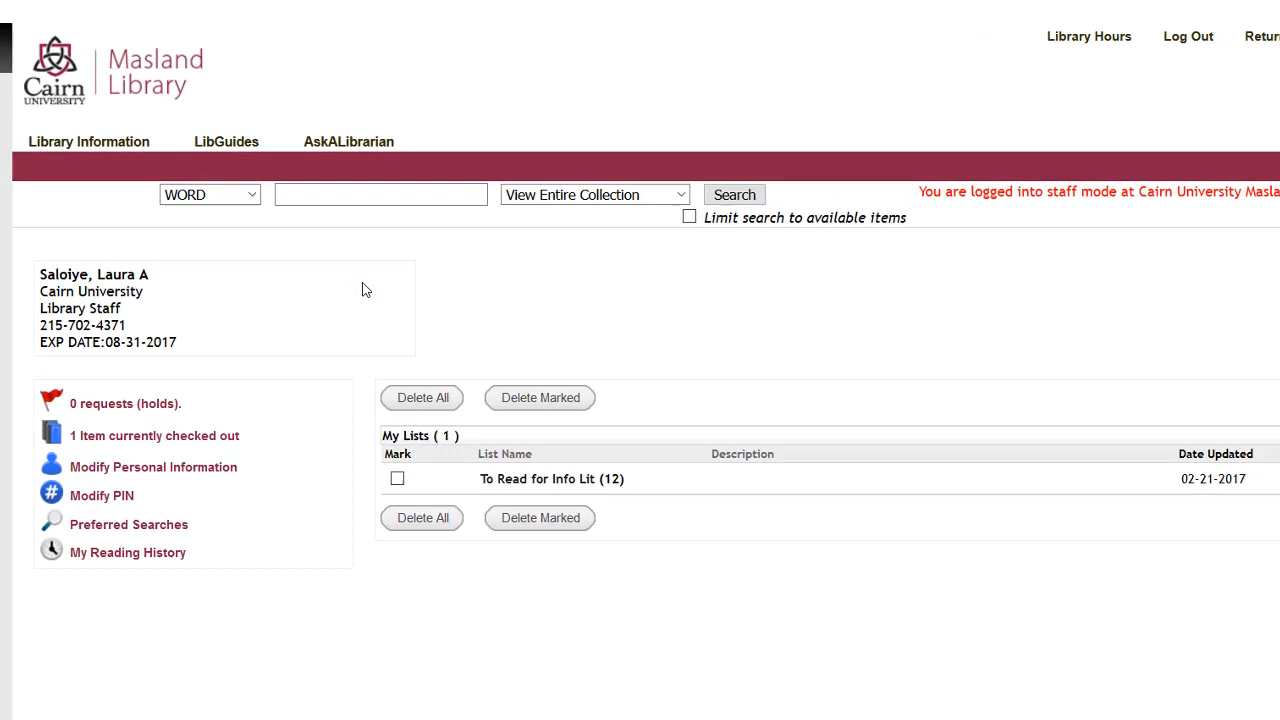 Library Hours Log Out
Cairn
UNIVERSITY
Masland
Library
Library Information LibGuides AskALibrarian
WORD View Entire Collection Search
You are logged into staff mode at Cairn University
Limit search to available items
Saloiye, Laura A
Cairn University
Library Staff
215-702-4371
EXP DATE:08-31-2017
0 requests (holds).
1 Item currently checked out
Modify Personal Information
# Modify PIN
Preferred Searches
My Reading History
Delete All Delete Marked
My Lists ( 1 )
Mark List Name Description Date Updated
To Read for Info Lit (12) 02-21-2017
Delete All Delete Marked